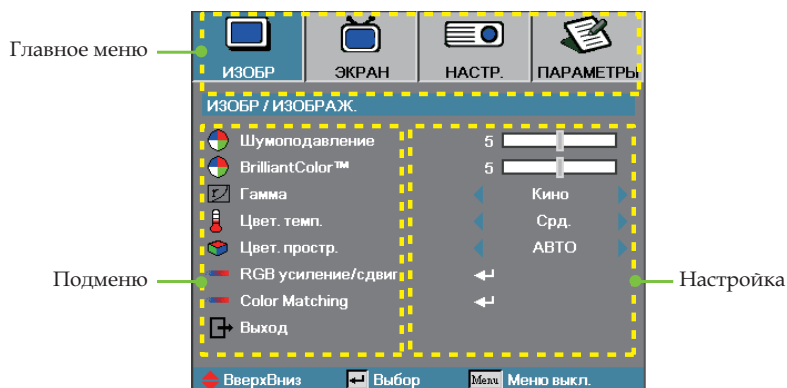 Главное меню
ИЗОБР ЭКРАН НАСТР. ПАРАМЕТРЫ
ИЗОБР / ИЗОБРАЖ.
Шумоподавление 5
BrilliantColor™ 5
Гамма Кино
Цвет. темп. Срд.
Цвет. простр. АВТО
RGB усиление/сдвиг
Подменю
Настройка
Color Matching
Выход
ВверхВниз Выбор Menu Меню выкл.